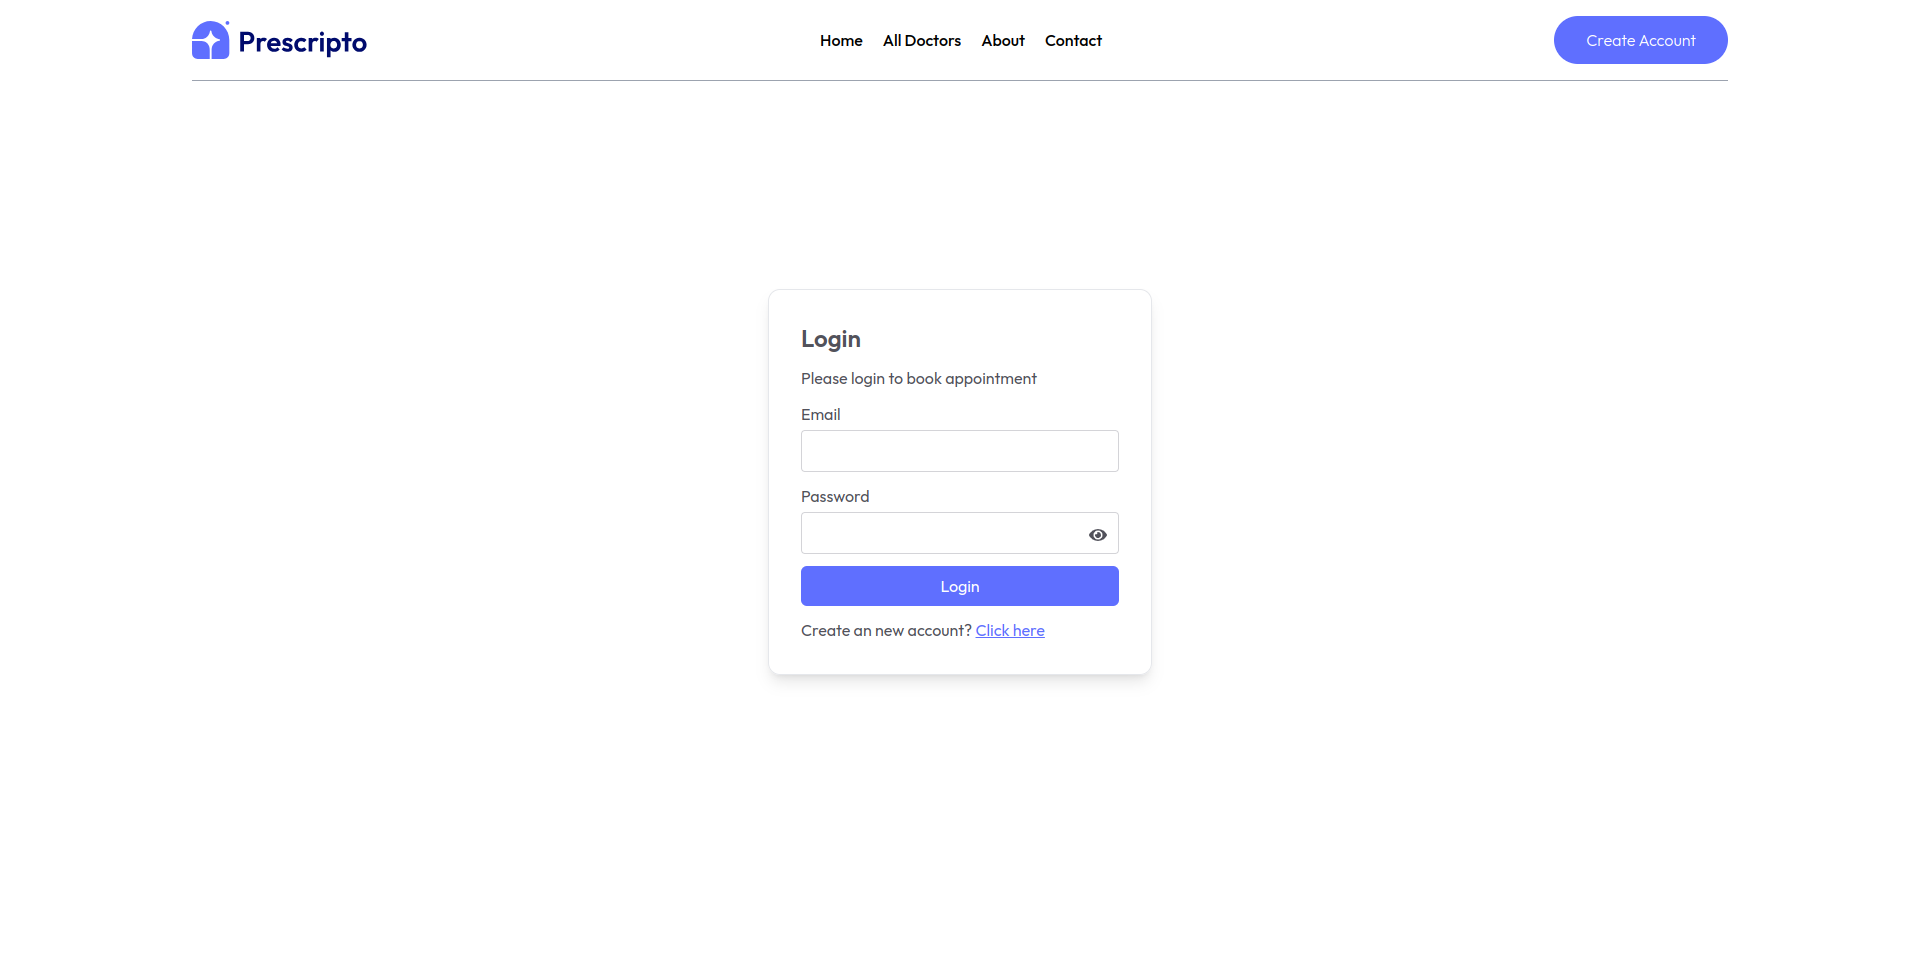 Prescripto
Home
All Doctors
About
Contact
Create Account
Login
Please login to book appointment
Email
Password
Login
Create an new account? Click here